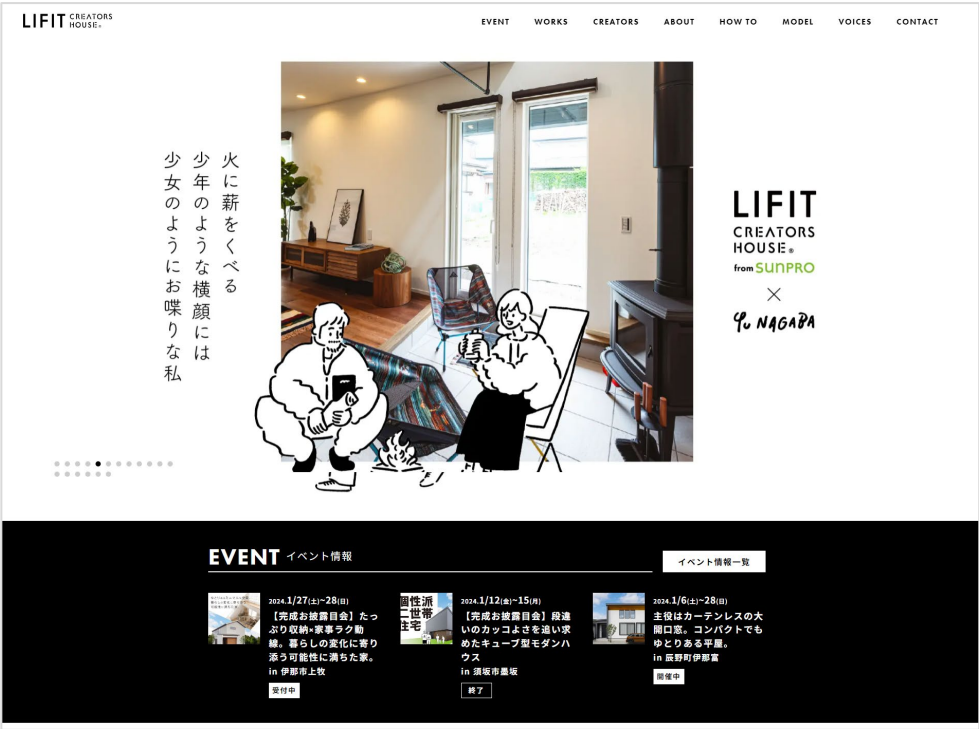 LIFIT CREATORS HOUSE®
EVENT WORKS CREATORS ABOUT HOW TO MODEL VOICES CONTACT
火に薪をくべる
少年のような横顔には
少女のようにお喋りな私
LIFIT
CREATORS
HOUSE®
from SUNPRO
×
Yu NAGABA
EVENT イベント情報
イベント情報一覧
2024.1/27(土)~28(日)
【完成お披露目会】たっ
ぷり収納×家事ラク動
線。暮らしの変化に寄り
添う可能性に満ちた家。
in 伊那市上牧
受付中
個性派
二世帯
住宅
2024.1/12(金)~15(月)
【完成お披露目会】段違
いのカッコよさを追い求
めたキューブ型モダンハ
ウス
in 須坂市墨坂
終了
2024.1/6(土)~28(日)
主役はカーテンレスの大
開口窓。コンパクトでも
ゆとりある平屋。
in 辰野町伊那富
開催中